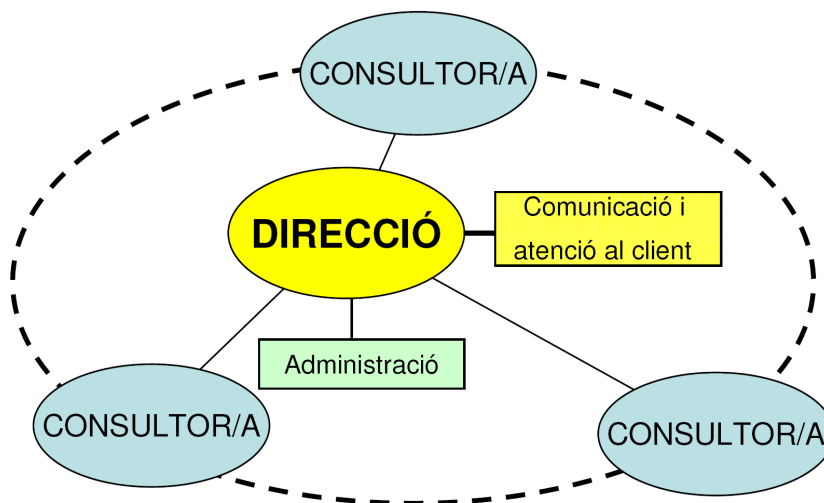 CONSULTOR/A
DIRECCIÓ
Comunicació i
atenció al client
Administració
CONSULTOR/A
CONSULTOR/A